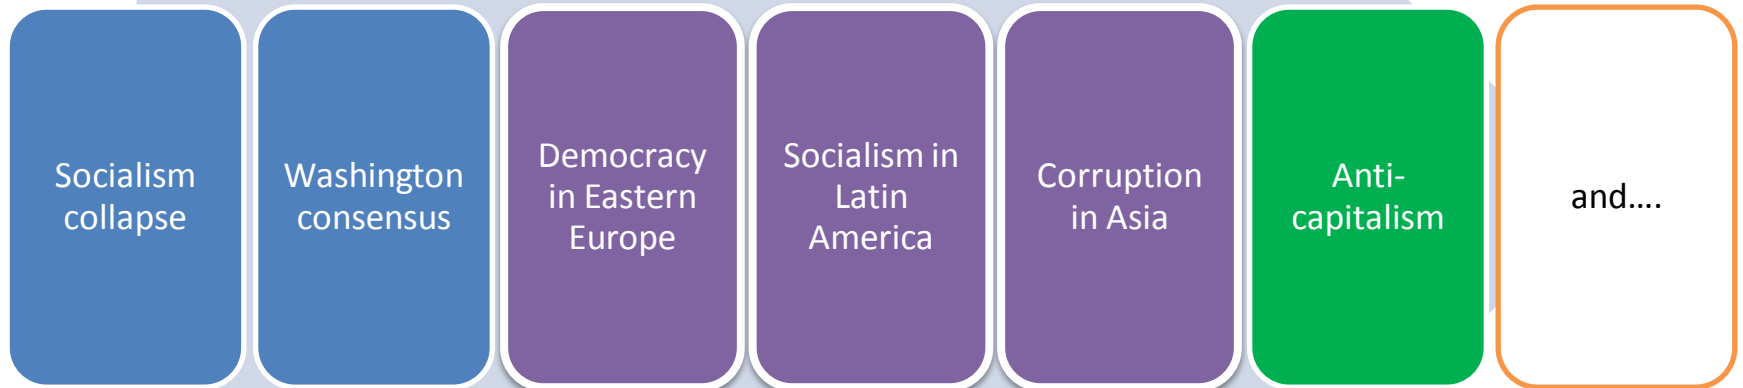 Socialism
collapse
Washington
consensus
Democracy
in Eastern
Europe
Socialism in
Latin
America
Corruption
in Asia
Anti-
capitalism
and....